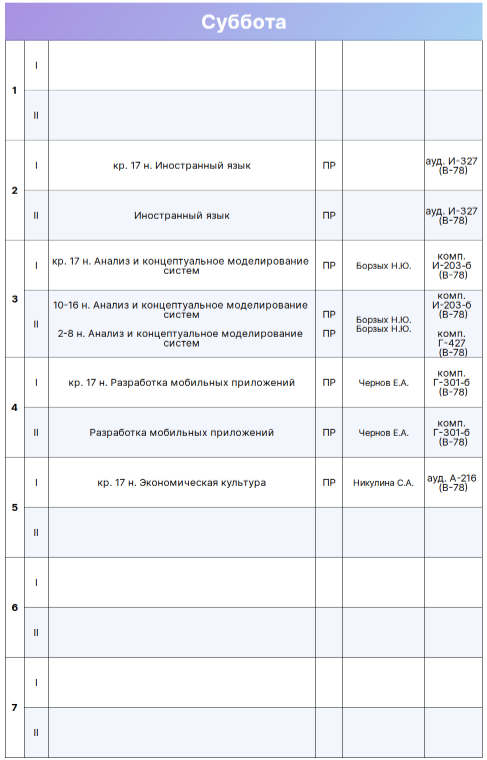 Суббота
1
I
II
2
I
кр. 17 н. Иностранный язык
ПР
ауд. И-327
(В-78)
II
Иностранный язык
ПР
ауд. И-327
(В-78)
3
I
кр. 17 н. Анализ и концептуальное моделирование
систем
ПР
Борзых Н.Ю.
комп.
И-203-б
(В-78)
II
10-16 н. Анализ и концептуальное моделирование
систем
2-8 н. Анализ и концептуальное моделирование
систем
ПР
ПР
Борзых Н.Ю.
Борзых Н.Ю.
комп.
И-203-б
(В-78)
комп.
Г-427
(В-78)
4
I
кр. 17 н. Разработка мобильных приложений
ПР
Чернов Е.А.
комп.
Г-301-б
(В-78)
II
Разработка мобильных приложений
ПР
Чернов Е.А.
комп.
Г-301-б
(В-78)
5
I
кр. 17 н. Экономическая культура
ПР
Никулина С.А.
ауд. А-216
(В-78)
II
6
I
II
7
I
II